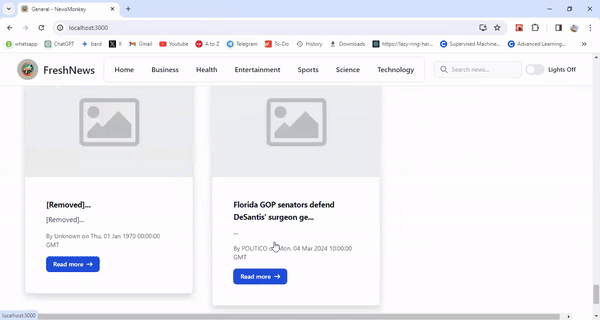 General - NewsMonkey
localhost:3000
whatsapp ChatGPT bard X Gmail Youtube A to Z Telegram To-Do History Downloads https://lazy-ring-har... Supervised Machine... Advanced Learning...
FreshNews Home Business Health Entertainment Sports Science Technology Search news... Lights Off
[Removed]...
[Removed]...
By Unknown on Thu, 01 Jan 1970 00:00:00
GMT
Read more →
Florida GOP senators defend
DeSantis' surgeon ge...
...
By POLITICO on Mon, 04 Mar 2024 10:00:00
GMT
Read more →
localhost:3000